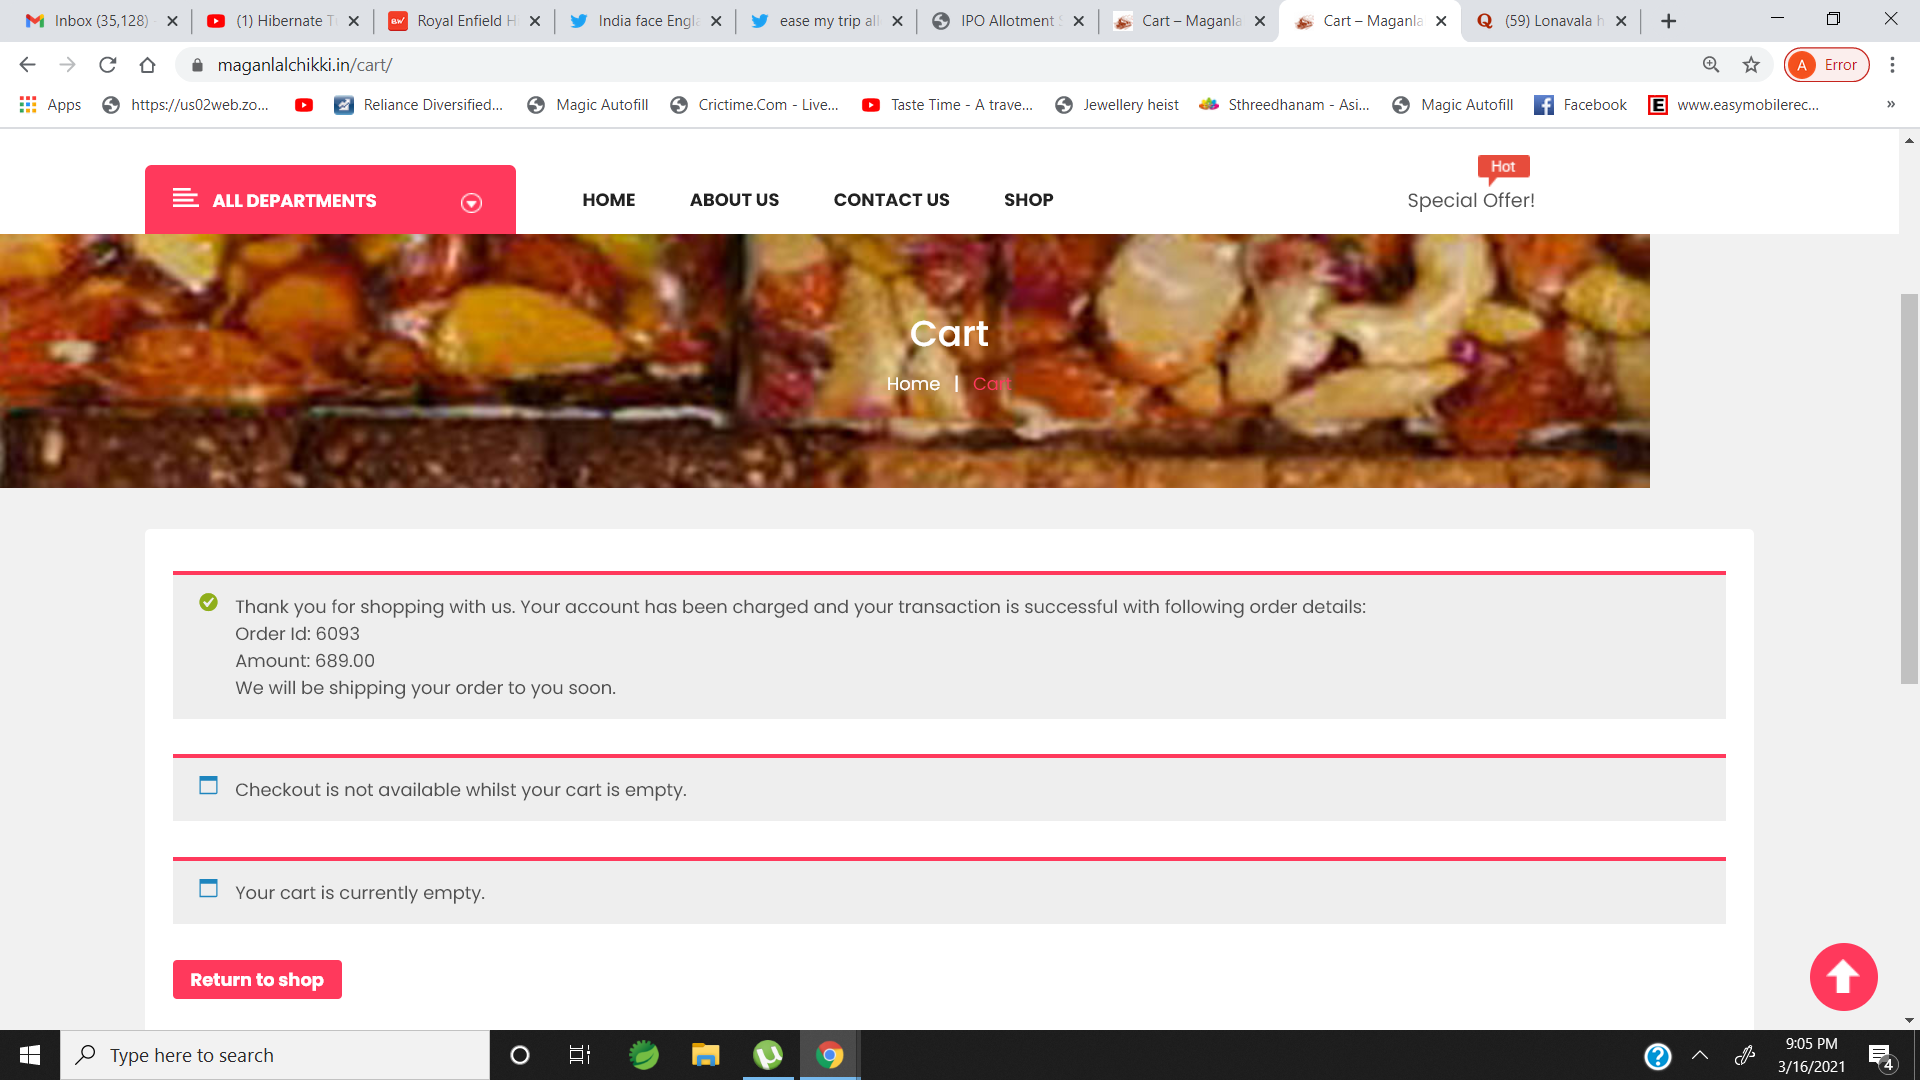 Inbox (35,128)
(1) Hibernate T
Royal Enfield H
India face Engl
ease my trip all
IPO Allotment S
Cart – Maganla
Cart – Maganla
(59) Lonavala h
maganlalchikki.in/cart/
A Error
Apps
https://us02web.zo...
Reliance Diversified...
Magic Autofill
Crictime.Com - Live...
Taste Time - A trave...
Jewellery heist
Sthreedhanam - Asi...
Magic Autofill
Facebook
www.easymobilerec...
»
Hot
ALL DEPARTMENTS
HOME
ABOUT US
CONTACT US
SHOP
Special Offer!
Cart
Home | Cart
Thank you for shopping with us. Your account has been charged and your transaction is successful with following order details:
Order Id: 6093
Amount: 689.00
We will be shipping your order to you soon.
Checkout is not available whilst your cart is empty.
Your cart is currently empty.
Return to shop
Type here to search
9:05 PM
3/16/2021
4